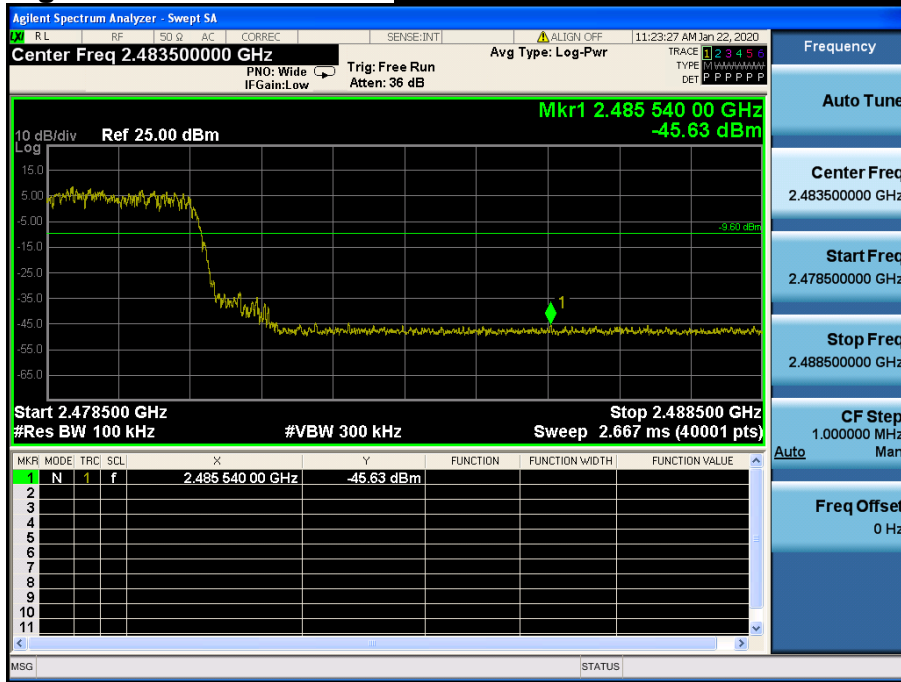 Agilent Spectrum Analyzer - Swept SA
LXI RL RF 50 Ω AC CORREC SENSE:INT ALIGN OFF 11:23:27 AM Jan 22, 2020
Center Freq 2.483500000 GHz
PNO: Wide
IFGain:Low
Trig: Free Run
Atten: 36 dB
Avg Type: Log-Pwr
TRACE 1 2 3 4 5 6
TYPE M WWWWW
DET P P P P P P
Frequency
Auto Tune
Center Freq
2.483500000 GHz
Start Freq
2.478500000 GHz
Stop Freq
2.488500000 GHz
CF Step
1.000000 MHz
Auto Man
Freq Offset
0 Hz
Mkr1 2.485 540 00 GHz
-45.63 dBm
10 dB/div Ref 25.00 dBm
Log
15.0
5.00
-5.00
-9.60 dBm
-15.0
-25.0
-35.0
1
-45.0
-55.0
-65.0
Start 2.478500 GHz Stop 2.488500 GHz
#Res BW 100 kHz #VBW 300 kHz Sweep 2.667 ms (40001 pts)
MKR MODE TRC SCL X Y FUNCTION FUNCTION WIDTH FUNCTION VALUE
1 N 1 f 2.485 540 00 GHz -45.63 dBm
2
3
4
5
6
7
8
9
10
11
MSG STATUS